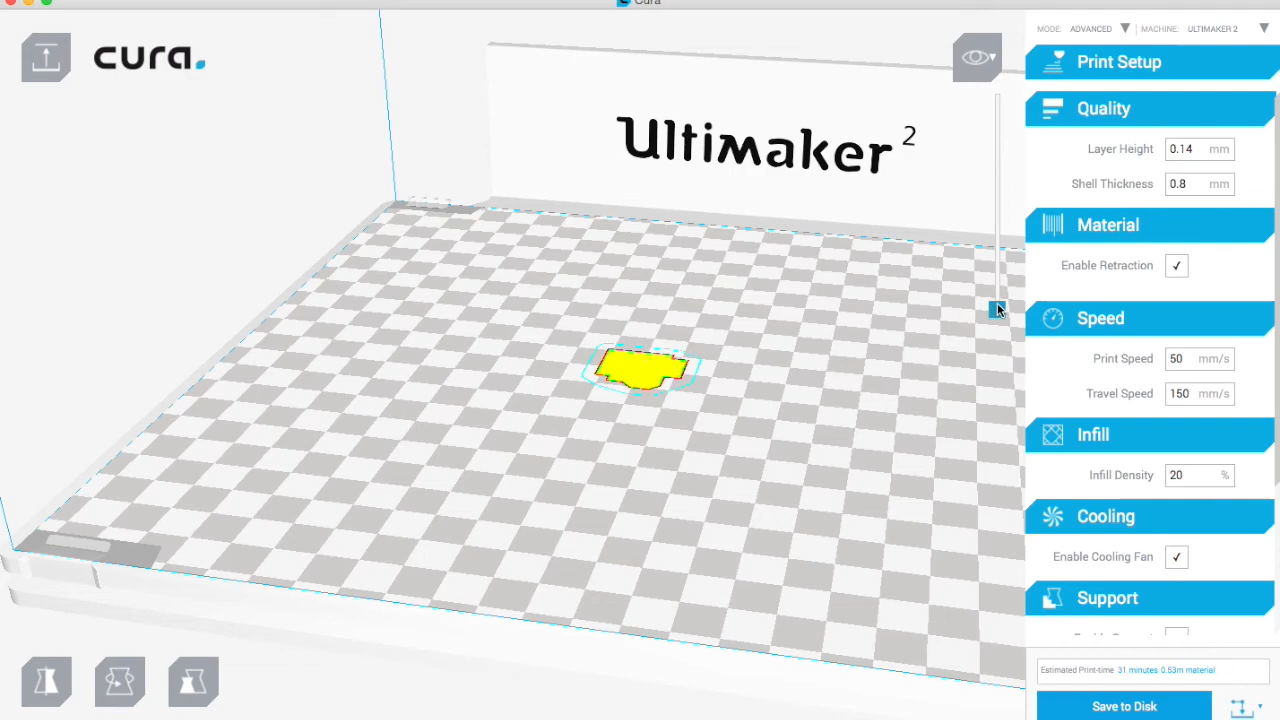 Cura
cura.
Ultimaker 2
MODE: ADVANCED | MACHINE: ULTIMAKER 2
Print Setup
Quality
Layer Height 0.14 mm
Shell Thickness 0.8 mm
Material
Enable Retraction ✓
Speed
Print Speed 50 mm/s
Travel Speed 150 mm/s
Infill
Infill Density 20 %
Cooling
Enable Cooling Fan ✓
Support
Estimated Print-time 31 minutes 0.53m material
Save to Disk